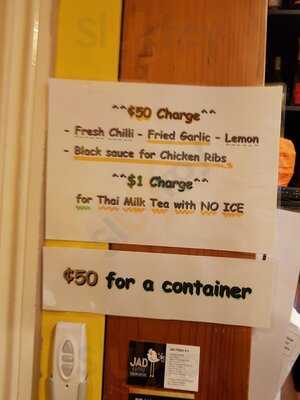 ^^¢50 Charge^^
- Fresh Chilli - Fried Garlic - Lemon
- Black sauce for Chicken Ribs
^^$1 Charge^^
for Thai Milk Tea with NO ICE
¢50 for a container
JAD